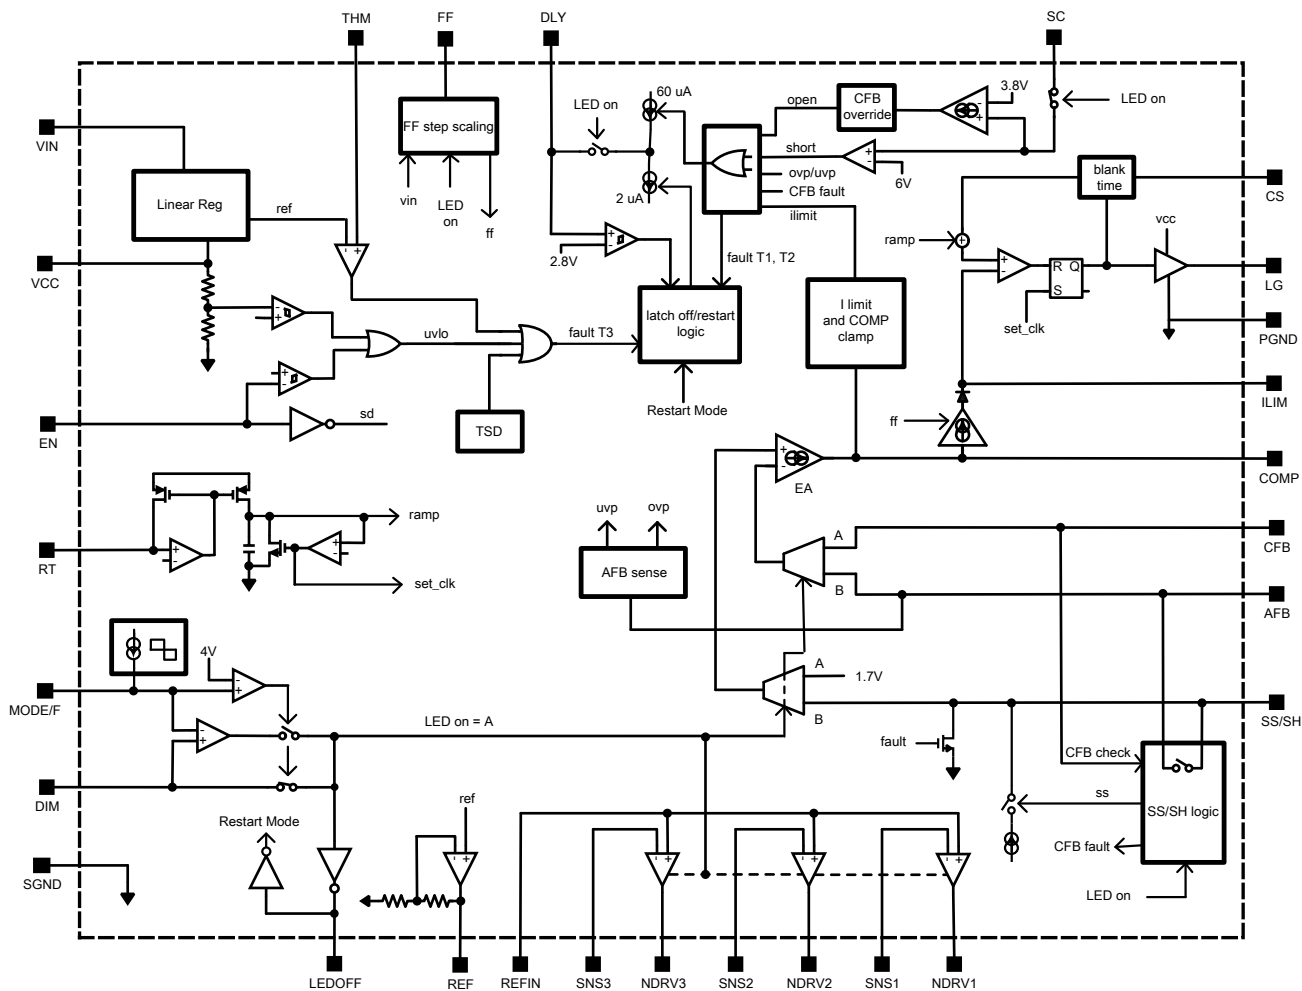 THM
FF
DLY
SC
VIN
60 uA
LED on
open
CFB
override
3.8V
LED on
FF step scaling
short
6V
ovp/uvp
CFB fault
ilimit
blank
time
CS
Linear Reg
ref
vin
LED
on
ff
2 uA
2.8V
fault T1, T2
ramp
vcc
R
Q
S
set_clk
LG
VCC
PGND
latch off/restart
logic
I limit
and COMP
clamp
uvlo
fault T3
Restart Mode
ILIM
EN
sd
TSD
ff
EA
COMP
RT
ramp
set_clk
uvp
ovp
AFB sense
A
B
CFB
AFB
4V
MODE/F
A
1.7V
B
SS/SH
LED on = A
fault
CFB check
DIM
ref
ss
SS/SH logic
Restart Mode
CFB fault
SGND
LED on
LEDOFF
REF
REFIN
SNS3
NDRV3
SNS2
NDRV2
SNS1
NDRV1